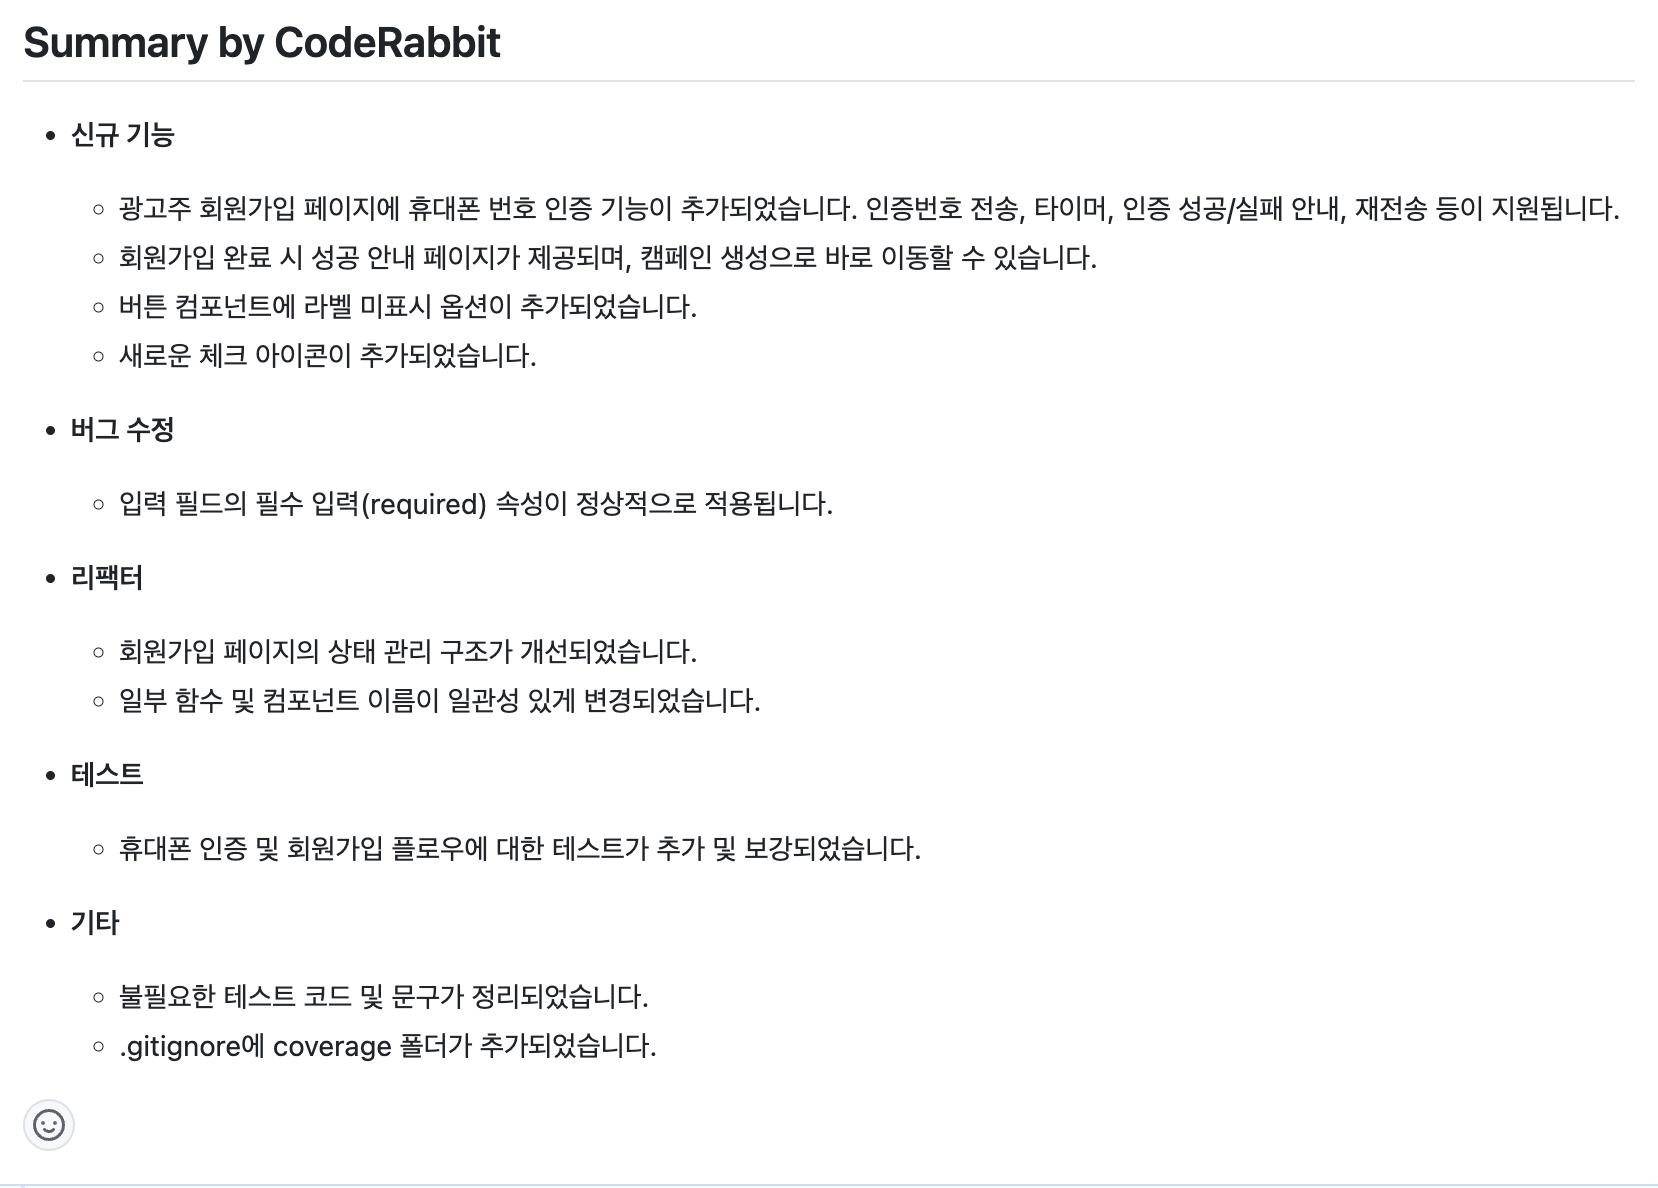 Summary by CodeRabbit
신규 기능
광고주 회원가입 페이지에 휴대폰 번호 인증 기능이 추가되었습니다. 인증번호 전송, 타이머, 인증 성공/실패 안내, 재전송 등이 지원됩니다.
회원가입 완료 시 성공 안내 페이지가 제공되며, 캠페인 생성으로 바로 이동할 수 있습니다.
버튼 컴포넌트에 라벨 미표시 옵션이 추가되었습니다.
새로운 체크 아이콘이 추가되었습니다.
버그 수정
입력 필드의 필수 입력(required) 속성이 정상적으로 적용됩니다.
리팩터
회원가입 페이지의 상태 관리 구조가 개선되었습니다.
일부 함수 및 컴포넌트 이름이 일관성 있게 변경되었습니다.
테스트
휴대폰 인증 및 회원가입 플로우에 대한 테스트가 추가 및 보강되었습니다.
기타
불필요한 테스트 코드 및 문구가 정리되었습니다.
.gitignore에 coverage 폴더가 추가되었습니다.